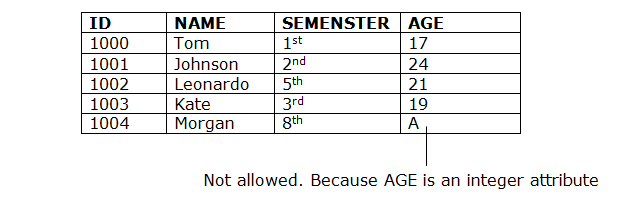 ID NAME SEMENSTER AGE
1000 Tom 1st 17
1001 Johnson 2nd 24
1002 Leonardo 5th 21
1003 Kate 3rd 19
1004 Morgan 8th A
Not allowed. Because AGE is an integer attribute